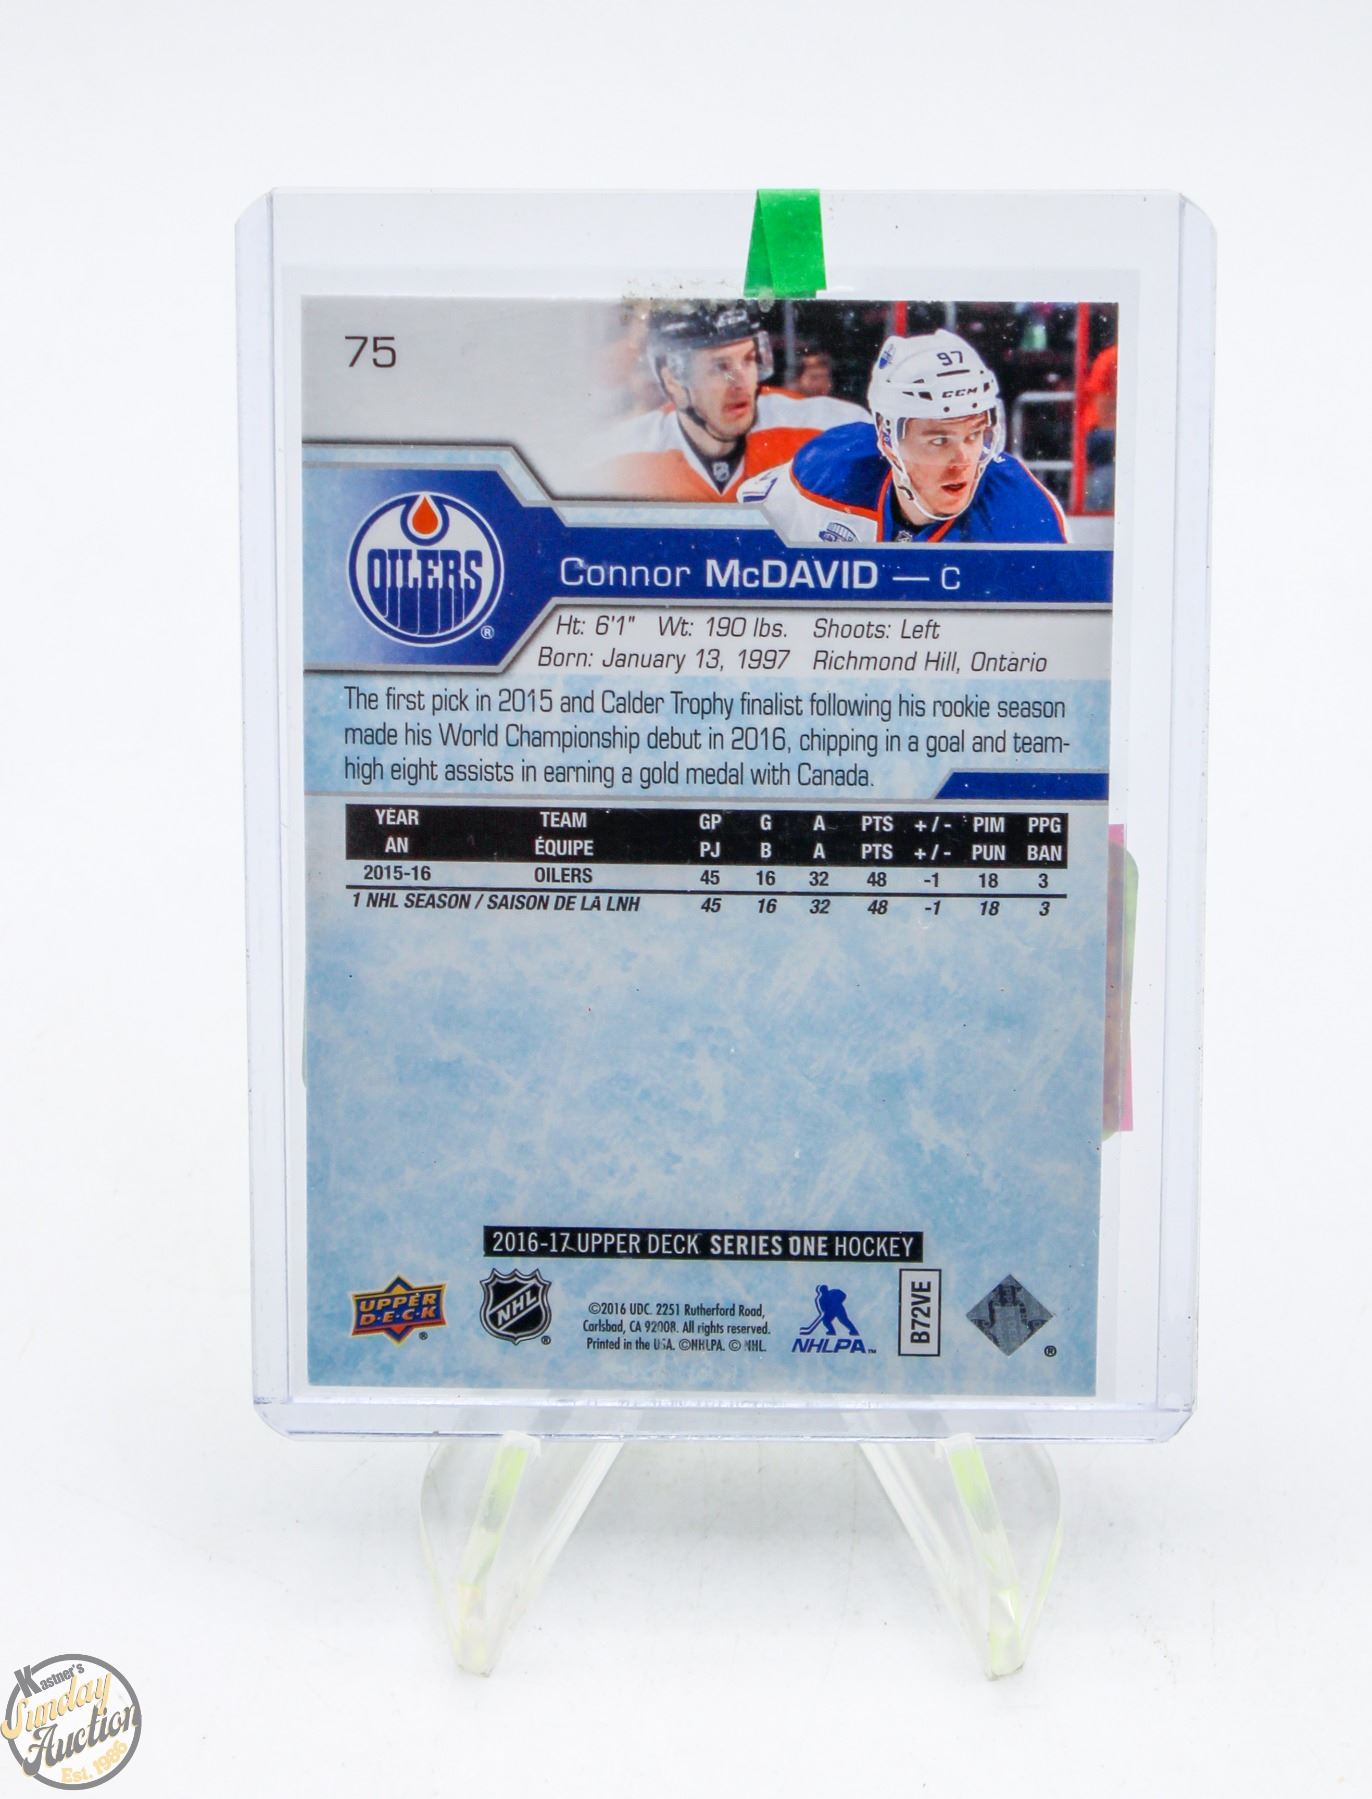 75
97
CCM
OILERS
®
Connor McDAVID — C
Ht: 6'1" Wt: 190 lbs. Shoots: Left
Born: January 13, 1997 Richmond Hill, Ontario
The first pick in 2015 and Calder Trophy finalist following his rookie season
made his World Championship debut in 2016, chipping in a goal and team-
high eight assists in earning a gold medal with Canada.
YEAR TEAM GP G A PTS +/- PIM PPG
AN ÉQUIPE PJ B A PTS +/- PUN BAN
2015-16 OILERS 45 16 32 48 -1 18 3
1 NHL SEASON / SAISON DE LA LNH 45 16 32 48 -1 18 3
2016-17 UPPER DECK SERIES ONE HOCKEY
UPPER
D·E·C·K
®
NHL
®
©2016 UDC. 2251 Rutherford Road,
Carlsbad, CA 92008. All rights reserved.
Printed in the USA. ©NHLPA. © NHL.
NHLPA™
B72VE
®
Kastner's
Sunday
Auction
Est. 1986